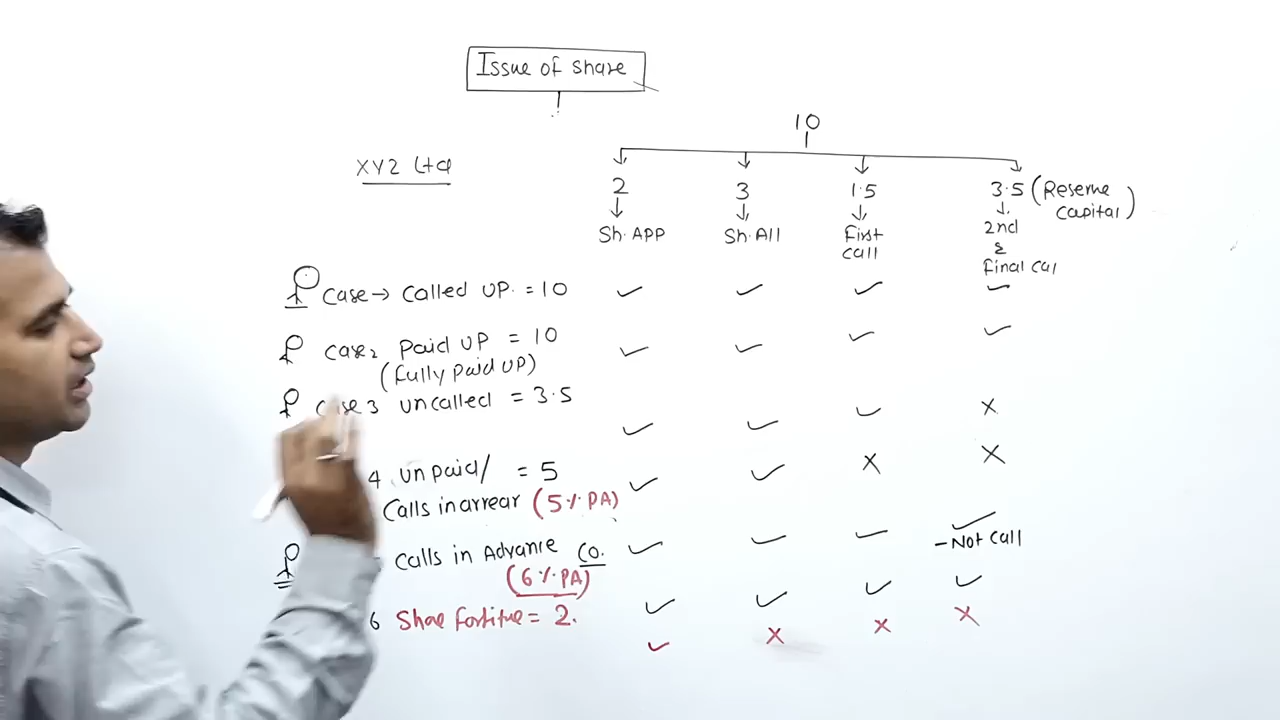 Issue of share
10
XYZ Ltd
2 3 1.5 3.5 (Reserve Capital)
Sh. APP Sh. All First call 2nd & Final Cal
Case → Called UP. = 10
Case 2 Paid UP = 10
(fully paid up)
Case 3 uncalled = 3.5
4 unpaid/ = 5
Calls in arrear (5% PA)
Calls in Advance Co. - Not Call
(6% PA)
6 Share = 2.